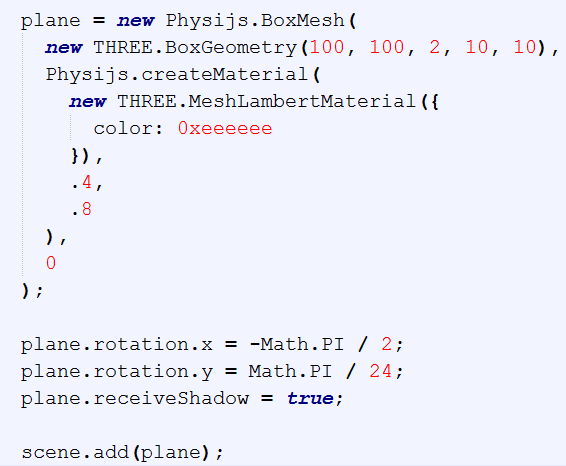 plane = new Physijs.BoxMesh(
  new THREE.BoxGeometry(100, 100, 2, 10, 10),
  Physijs.createMaterial(
    new THREE.MeshLambertMaterial({
      color: 0xeeeeee
    }),
    .4,
    .8
  ),
  0
);

plane.rotation.x = -Math.PI / 2;
plane.rotation.y = Math.PI / 24;
plane.receiveShadow = true;

scene.add(plane);